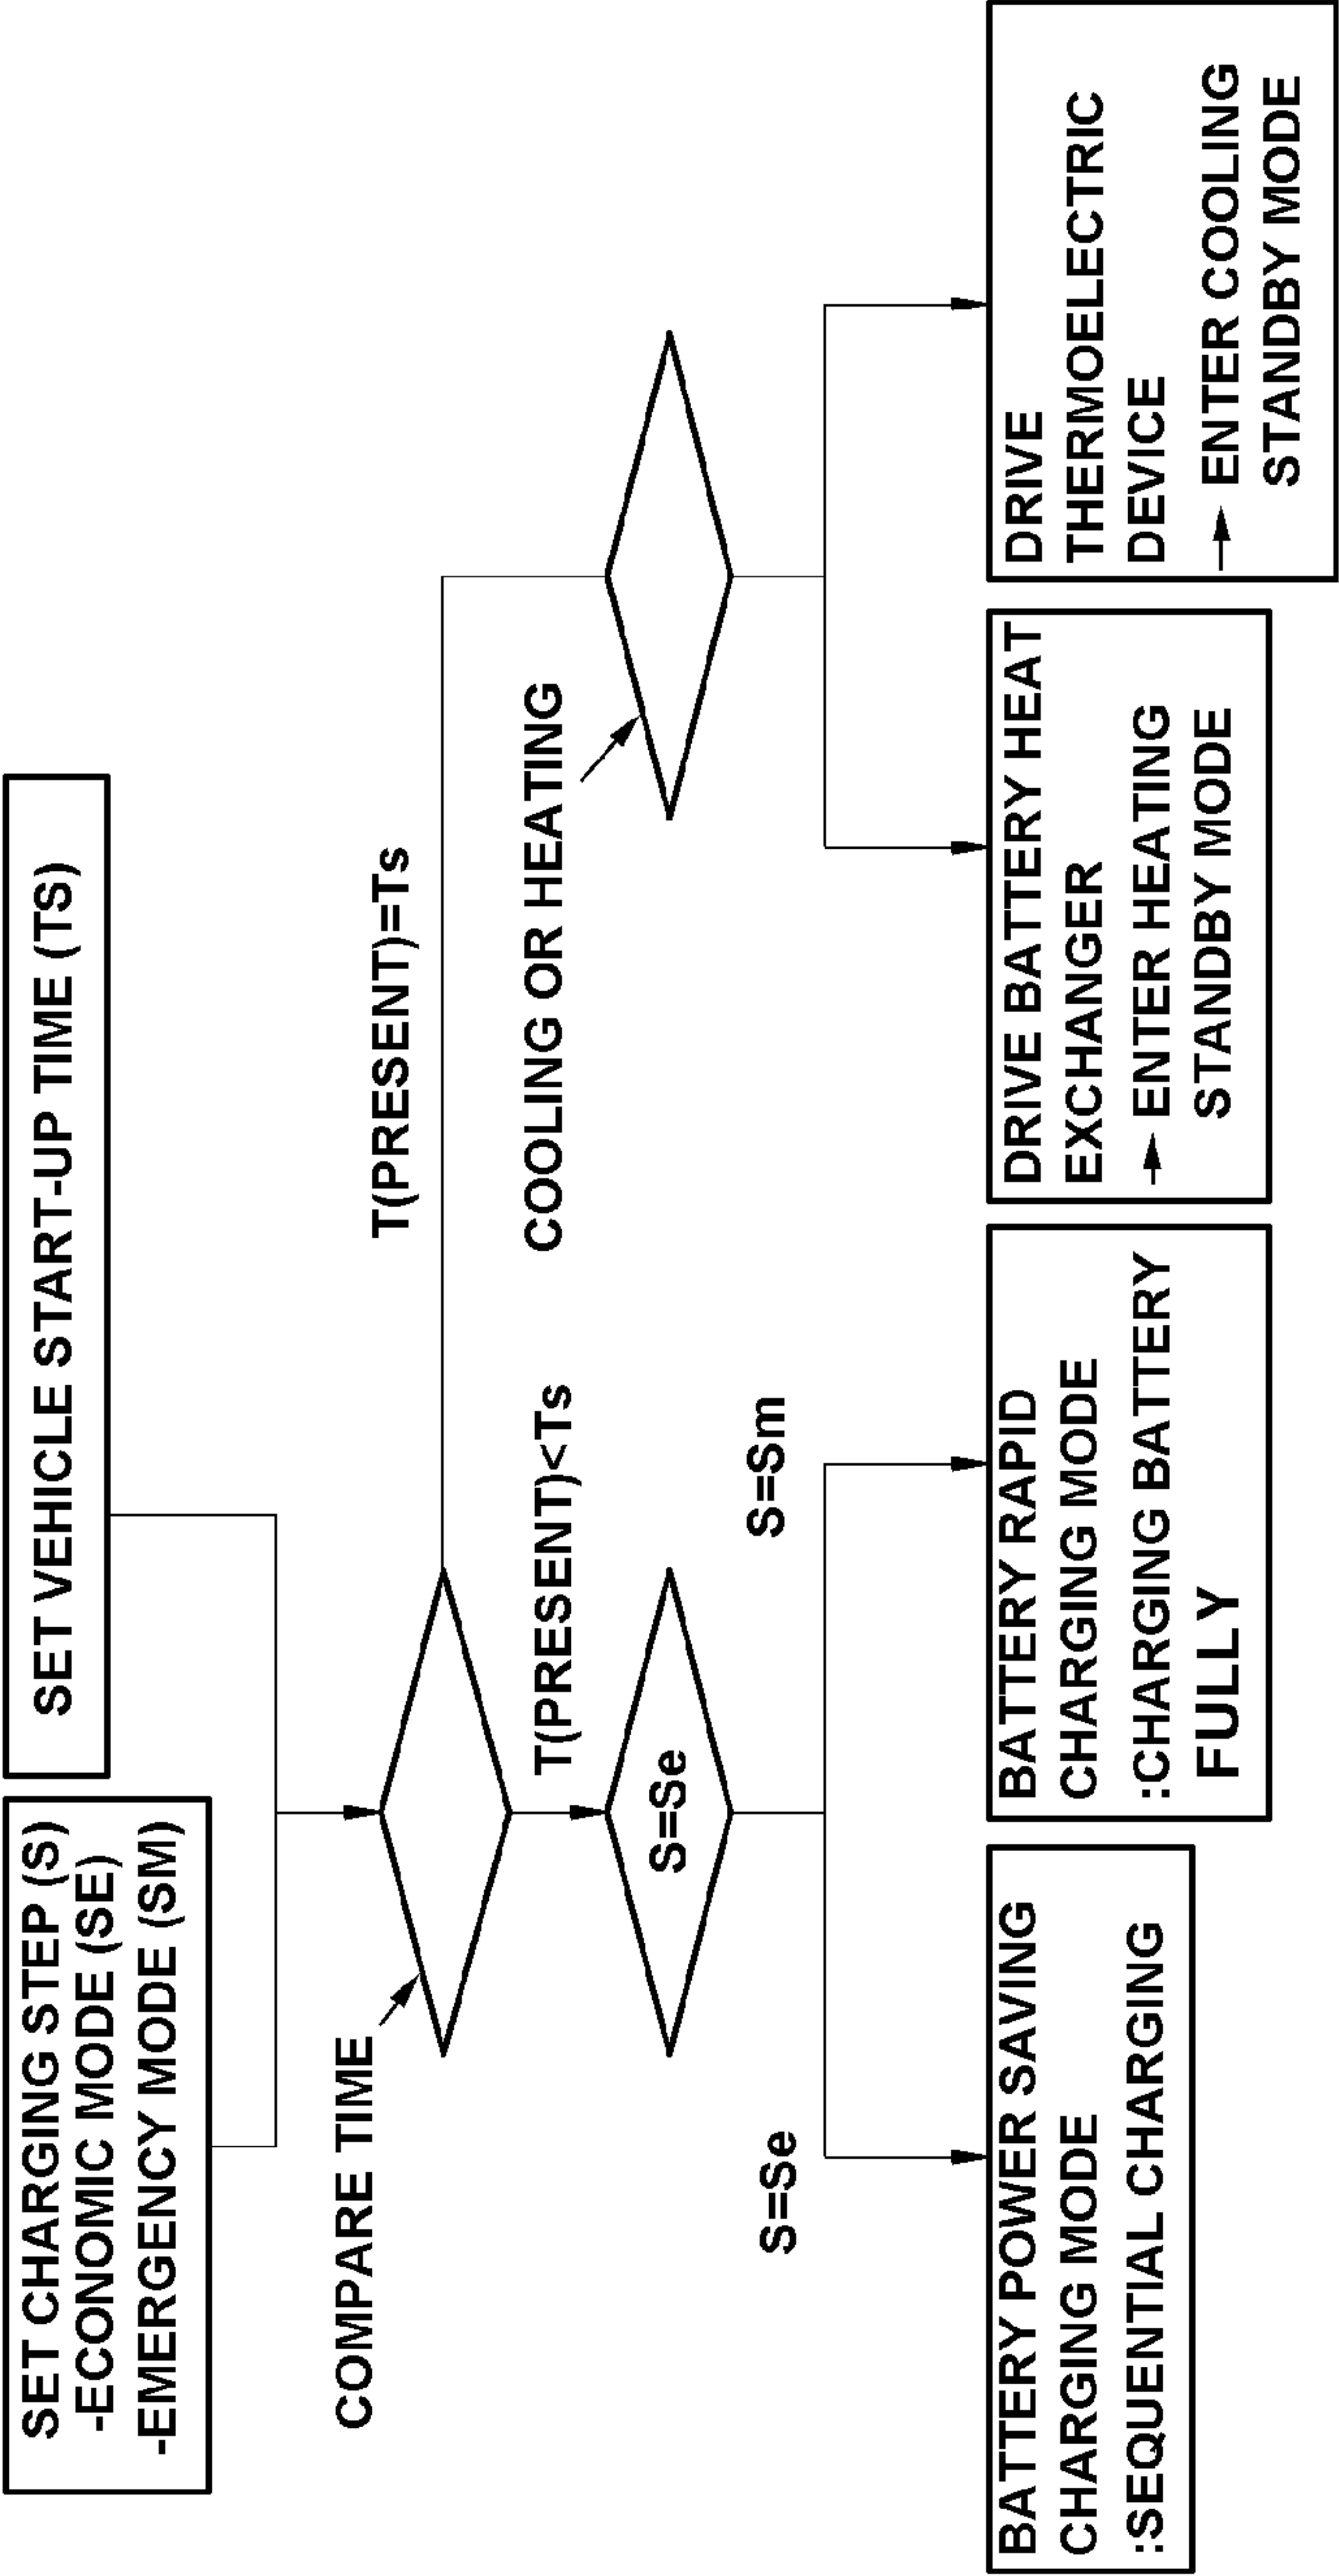 SET CHARGING STEP (S)
-ECONOMIC MODE (SE)
-EMERGENCY MODE (SM)
SET VEHICLE START-UP TIME (TS)
COMPARE TIME
T(PRESENT)=Ts
T(PRESENT)<Ts
COOLING OR HEATING
S=Se
S=Se
S=Sm
BATTERY POWER SAVING
CHARGING MODE
:SEQUENTIAL CHARGING
BATTERY RAPID
CHARGING MODE
:CHARGING BATTERY
FULLY
DRIVE BATTERY HEAT
EXCHANGER
→ ENTER HEATING
STANDBY MODE
DRIVE
THERMOELECTRIC
DEVICE
→ ENTER COOLING
STANDBY MODE